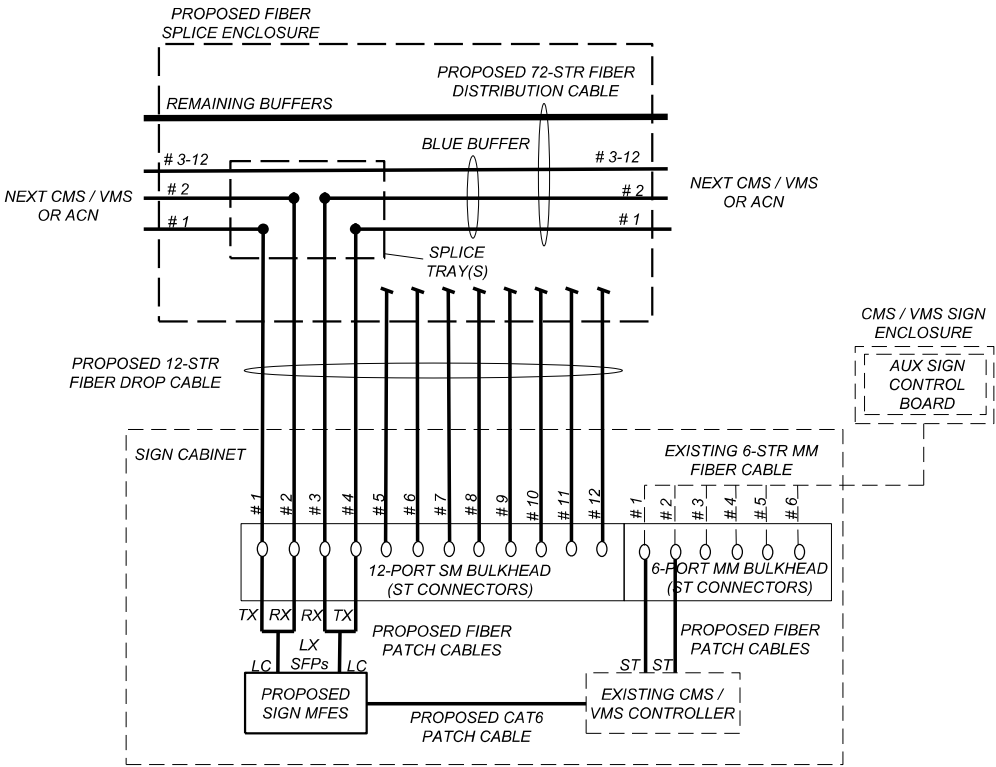 PROPOSED FIBER
SPLICE ENCLOSURE
PROPOSED 72-STR FIBER
DISTRIBUTION CABLE
REMAINING BUFFERS
BLUE BUFFER
# 3-12
# 3-12
NEXT CMS / VMS
OR ACN
# 2
# 2
NEXT CMS / VMS
OR ACN
# 1
# 1
SPLICE
TRAY(S)
CMS / VMS SIGN
ENCLOSURE
AUX SIGN
CONTROL
BOARD
PROPOSED 12-STR
FIBER DROP CABLE
SIGN CABINET
EXISTING 6-STR MM
FIBER CABLE
# 1
# 2
# 3
# 4
# 5
# 6
# 7
# 8
# 9
# 10
# 11
# 12
# 1
# 2
# 3
# 4
# 5
# 6
12-PORT SM BULKHEAD
(ST CONNECTORS)
6-PORT MM BULKHEAD
(ST CONNECTORS)
TX
RX
RX
TX
PROPOSED FIBER
PATCH CABLES
PROPOSED FIBER
PATCH CABLES
LX
SFPs
LC
LC
ST
ST
PROPOSED
SIGN MFES
EXISTING CMS /
VMS CONTROLLER
PROPOSED CAT6
PATCH CABLE